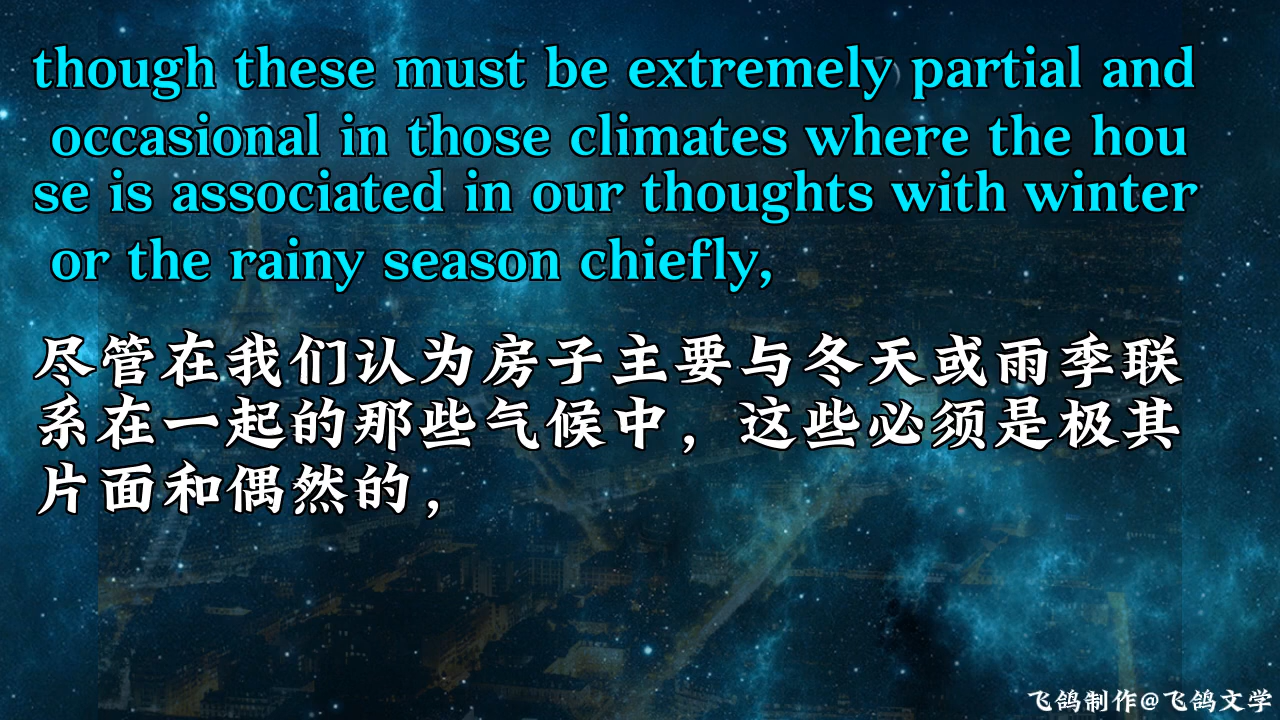 though these must be extremely partial and
occasional in those climates where the hou
se is associated in our thoughts with winter
or the rainy season chiefly,
尽管在我们认为房子主要与冬天或雨季联
系在一起的那些气候中，这些必须是极其
片面和偶然的，
飞鸽制作@飞鸽文学